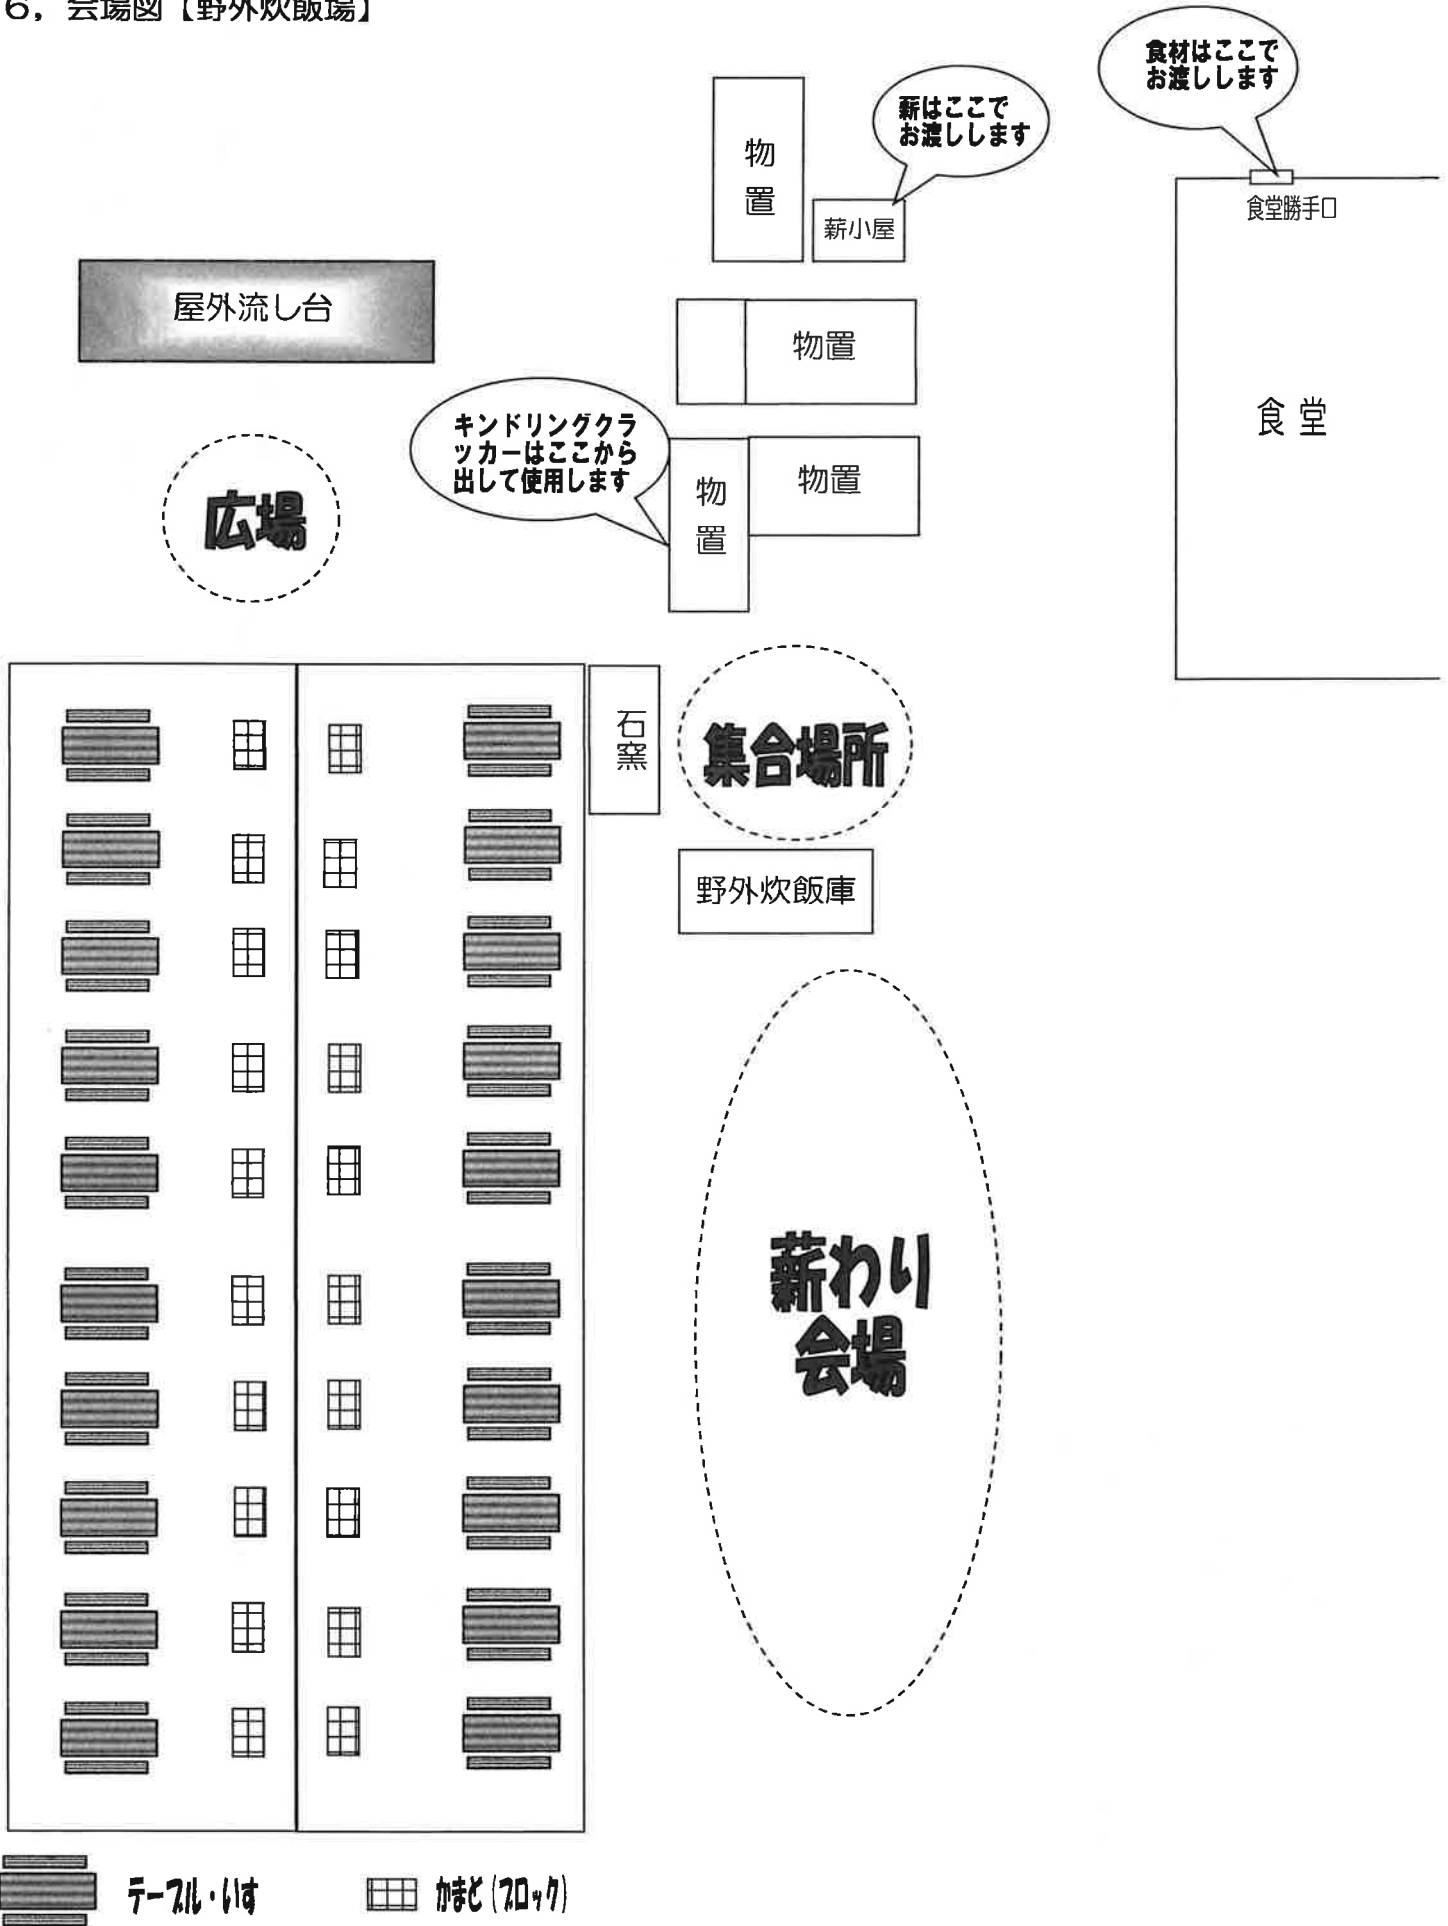 6，会場図【野外炊飯場】
食材はここで
お渡しします
薪はここで
お渡しします
物
置
薪小屋
食堂勝手口
屋外流し台
物置
食堂
キンドリングクラ
ッカーはここから
出して使用します
物
置
物置
広場
石
窯
集合場所
野外炊飯庫
薪わり
会場
テーブル・いす
かまど(ブロック)